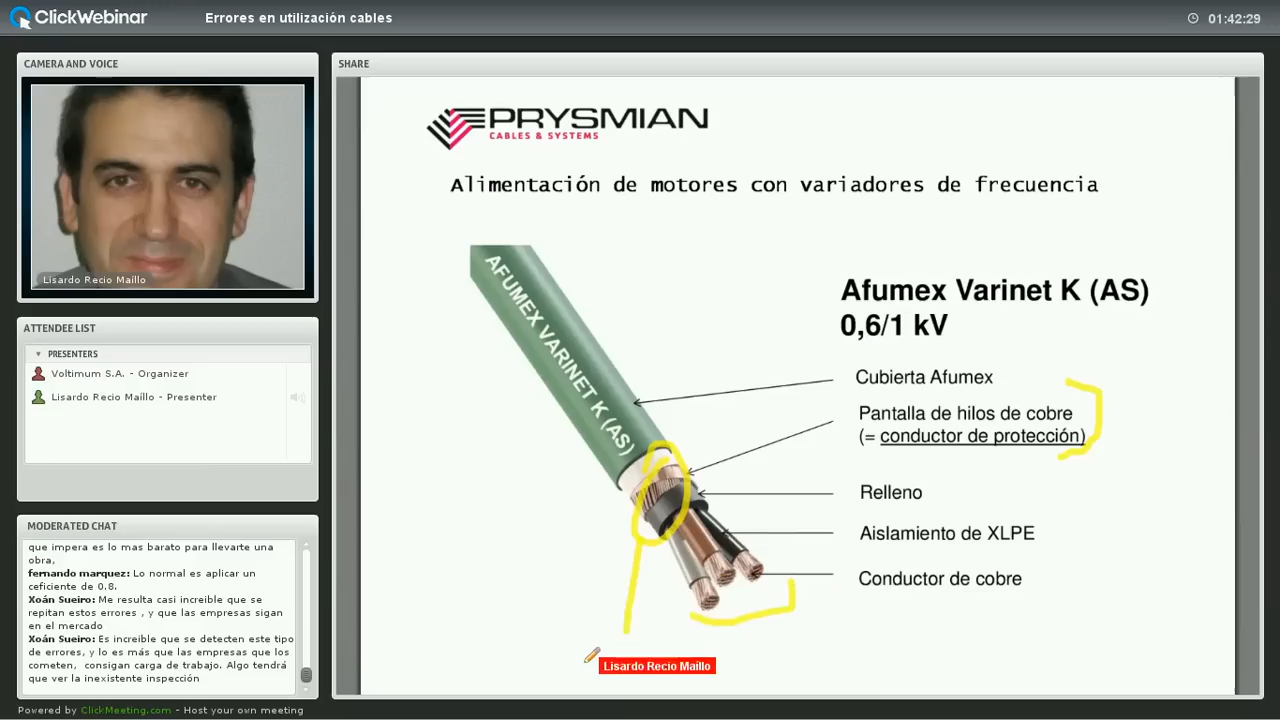 ClickWebinar
Errores en utilización cables
01:42:29
CAMERA AND VOICE
Lisardo Recio Maíllo
ATTENDEE LIST
PRESENTERS
Voltimum S.A. - Organizer
Lisardo Recio Maíllo - Presenter
MODERATED CHAT
que impera es lo mas barato para llevarte una
obra,
fernando marquez: Lo normal es aplicar un
ceficiente de 0.8.
Xoán Sueiro: Me resulta casi increible que se
repitan estos errores , y que las empresas sigan
en el mercado
Xoán Sueiro: Es increible que se detecten este tipo
de errores, y lo es más que las empresas que los
cometen, consigan carga de trabajo. Algo tendrá
que ver la inexistente inspección
SHARE
PRYSMIAN
CABLES & SYSTEMS
Alimentación de motores con variadores de frecuencia
AFUMEX VARINET K (AS)
Afumex Varinet K (AS)
0,6/1 kV
Cubierta Afumex
Pantalla de hilos de cobre
(= conductor de protección)
Relleno
Aislamiento de XLPE
Conductor de cobre
Lisardo Recio Maíllo
Powered by ClickMeeting.com - Host your own meeting